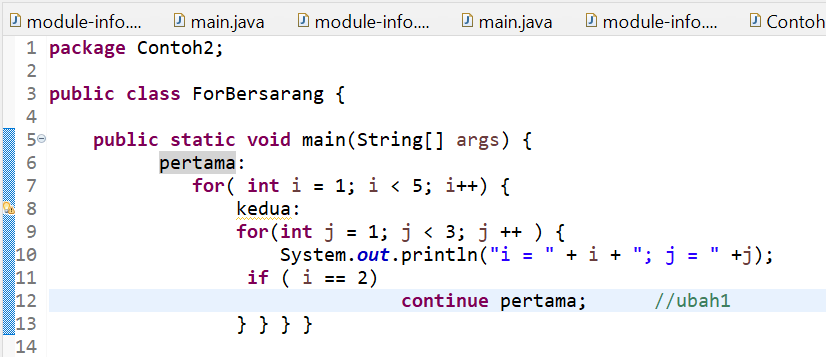 module-info.... main.java module-info.... main.java module-info.... Contoh
1 package Contoh2;
2
3 public class ForBersarang {
4
5 public static void main(String[] args) {
6 pertama:
7 for( int i = 1; i < 5; i++) {
8 kedua:
9 for(int j = 1; j < 3; j ++ ) {
10 System.out.println("i = " + i + "; j = " +j);
11 if ( i == 2)
12 continue pertama; //ubah1
13 } } } }
14